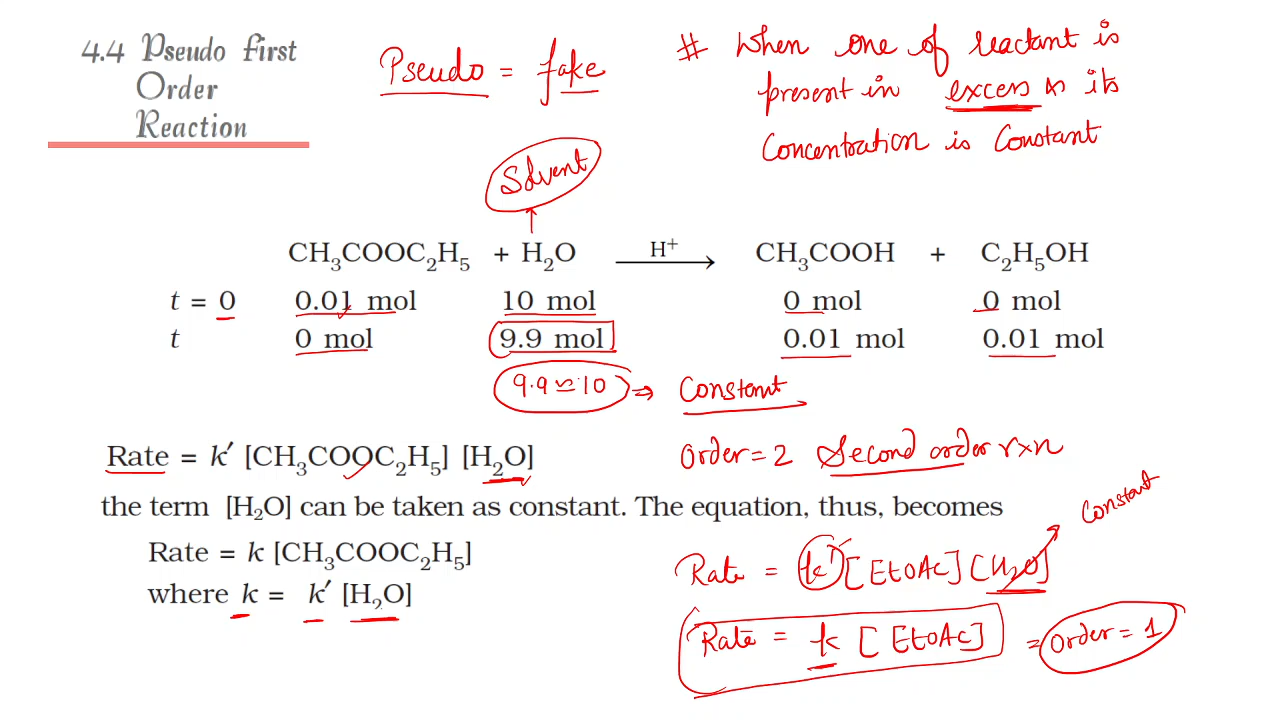 4.4 Pseudo First
Order
Reaction
Pseudo = fake
# When one of reactant is
present in excess & its
Concentration is Constant
Solvent
CH₃COOC₂H₅ + H₂O —H⁺→ CH₃COOH + C₂H₅OH
t = 0 0.01 mol 10 mol 0 mol 0 mol
t 0 mol 9.9 mol 0.01 mol 0.01 mol
9.9 ≃ 10 ⇒ Constant
Rate = k′ [CH₃COOC₂H₅] [H₂O]
Order = 2 Second order rxn
the term [H₂O] can be taken as constant. The equation, thus, becomes
Constant
Rate = k [CH₃COOC₂H₅]
where k = k′ [H₂O]
Rate = k′ [EtOAc] [H₂O]
Rate = k [EtOAc] = Order = 1